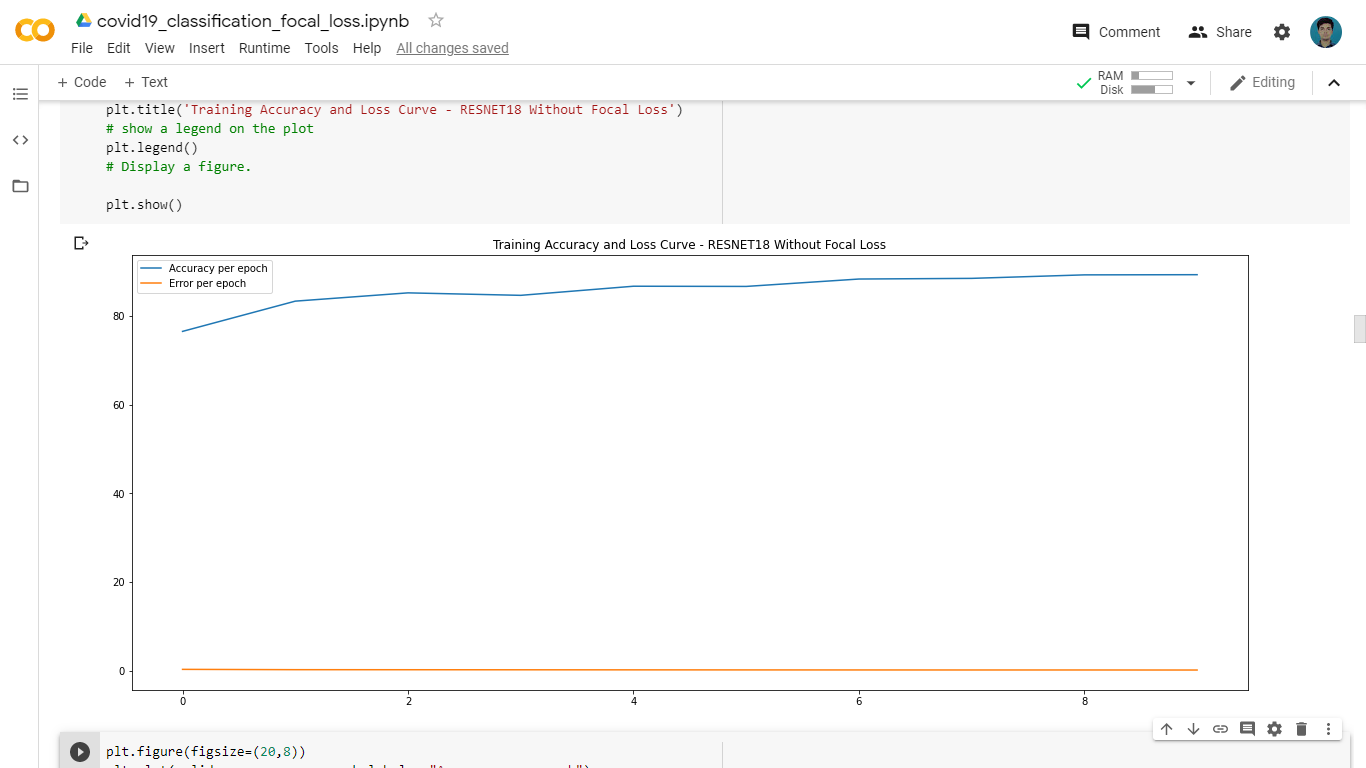 covid19_classification_focal_loss.ipynb
File Edit View Insert Runtime Tools Help All changes saved
Comment Share
+ Code + Text
RAM
Disk
Editing
plt.title('Training Accuracy and Loss Curve - RESNET18 Without Focal Loss')
# show a legend on the plot
plt.legend()
# Display a figure.
plt.show()
Training Accuracy and Loss Curve - RESNET18 Without Focal Loss
Accuracy per epoch
Error per epoch
80
60
40
20
0
0 2 4 6 8
plt.figure(figsize=(20,8))